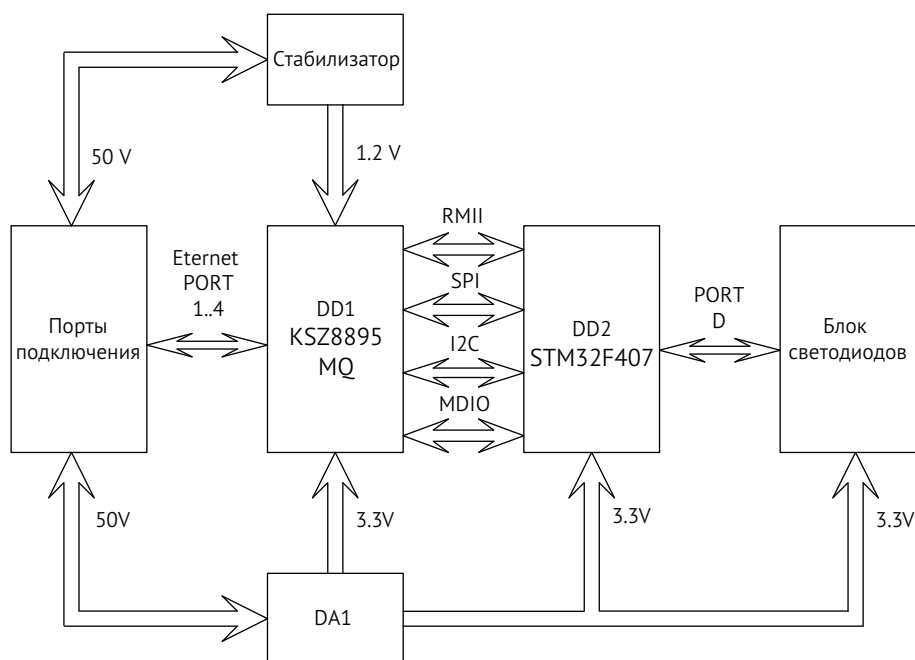 Стабилизатор
50 V
1.2 V
RMII
Eternet
PORT
1..4
SPI
Порты
подключения
DD1
KSZ8895
MQ
I2C
DD2
STM32F407
PORT
D
Блок
светодиодов
MDIO
50V
3.3V
3.3V
3.3V
DA1